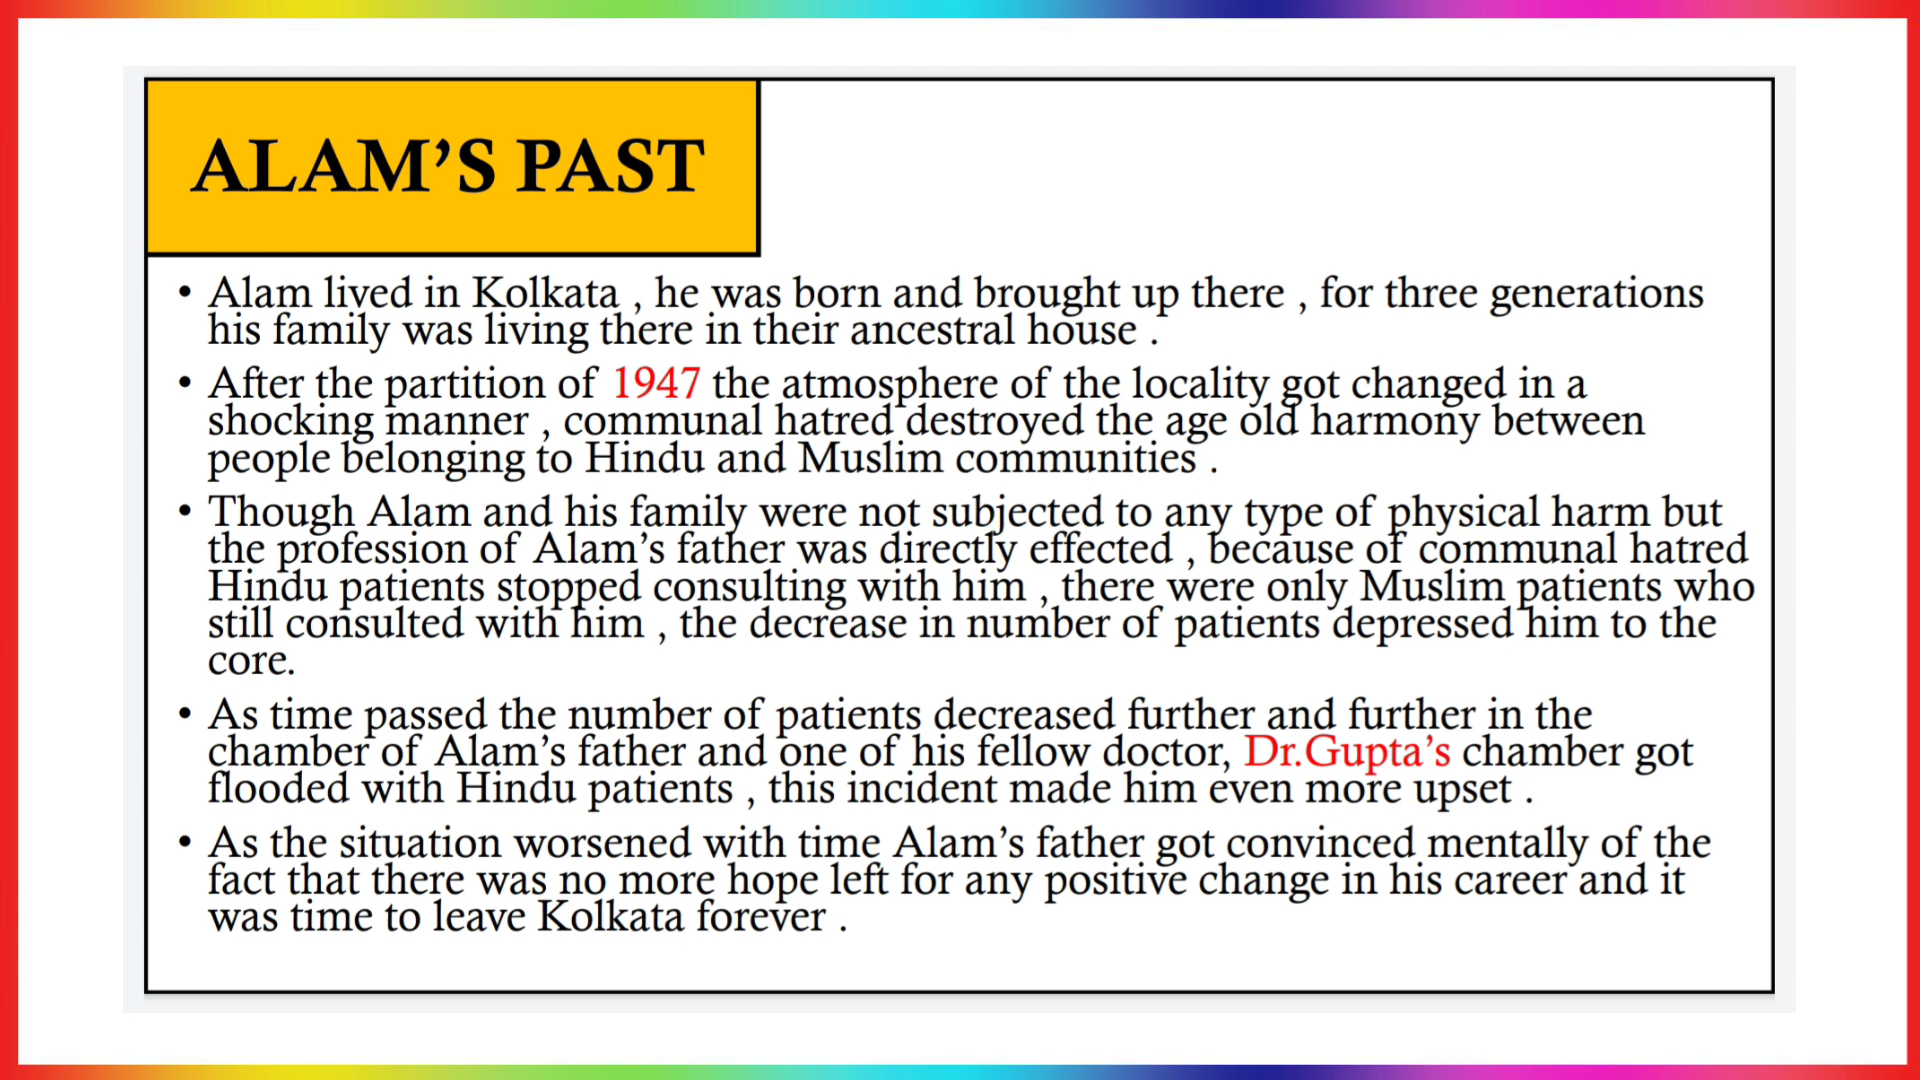 ALAM’S PAST
• Alam lived in Kolkata , he was born and brought up there , for three generations
his family was living there in their ancestral house .
• After the partition of 1947 the atmosphere of the locality got changed in a
shocking manner , communal hatred destroyed the age old harmony between
people belonging to Hindu and Muslim communities .
• Though Alam and his family were not subjected to any type of physical harm but
the profession of Alam’s father was directly effected , because of communal hatred
Hindu patients stopped consulting with him , there were only Muslim patients who
still consulted with him , the decrease in number of patients depressed him to the
core.
• As time passed the number of patients decreased further and further in the
chamber of Alam’s father and one of his fellow doctor, Dr.Gupta’s chamber got
flooded with Hindu patients , this incident made him even more upset .
• As the situation worsened with time Alam’s father got convinced mentally of the
fact that there was no more hope left for any positive change in his career and it
was time to leave Kolkata forever .